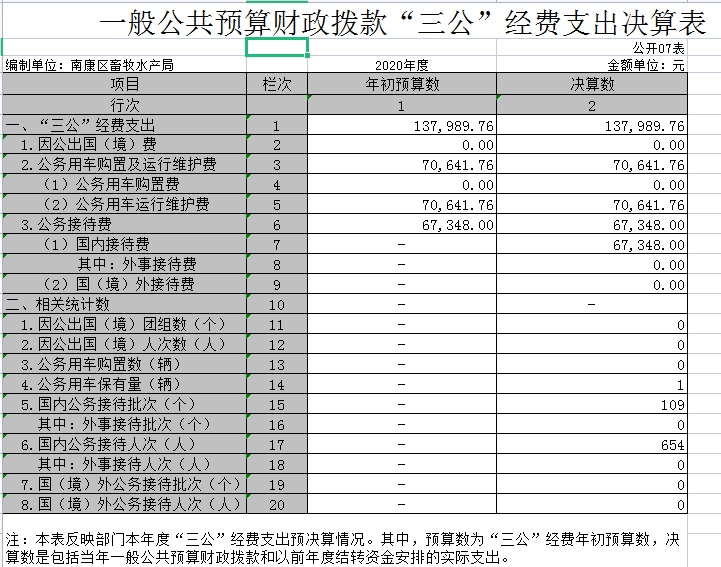 一般公共预算财政拨款“三公”经费支出决算表
公开07表
编制单位：南康区畜牧水产局 2020年度 金额单位：元
项目 栏次 年初预算数 决算数
行次 1 2
一、“三公”经费支出 1 137,989.76 137,989.76
1.因公出国（境）费 2 0.00 0.00
2.公务用车购置及运行维护费 3 70,641.76 70,641.76
（1）公务用车购置费 4 0.00 0.00
（2）公务用车运行维护费 5 70,641.76 70,641.76
3.公务接待费 6 67,348.00 67,348.00
（1）国内接待费 7 － 67,348.00
其中：外事接待费 8 － 0.00
（2）国（境）外接待费 9 － 0.00
二、相关统计数 10 － －
1.因公出国（境）团组数（个） 11 － 0
2.因公出国（境）人次数（人） 12 － 0
3.公务用车购置数（辆） 13 － 0
4.公务用车保有量（辆） 14 － 1
5.国内公务接待批次（个） 15 － 109
其中：外事接待批次（个） 16 － 0
6.国内公务接待人次（人） 17 － 654
其中：外事接待人次（人） 18 － 0
7.国（境）外公务接待批次（个） 19 － 0
8.国（境）外公务接待人次（人） 20 － 0
注：本表反映部门本年度“三公”经费支出预决算情况。其中，预算数为“三公”经费年初预算数，决
算数是包括当年一般公共预算财政拨款和以前年度结转资金安排的实际支出。